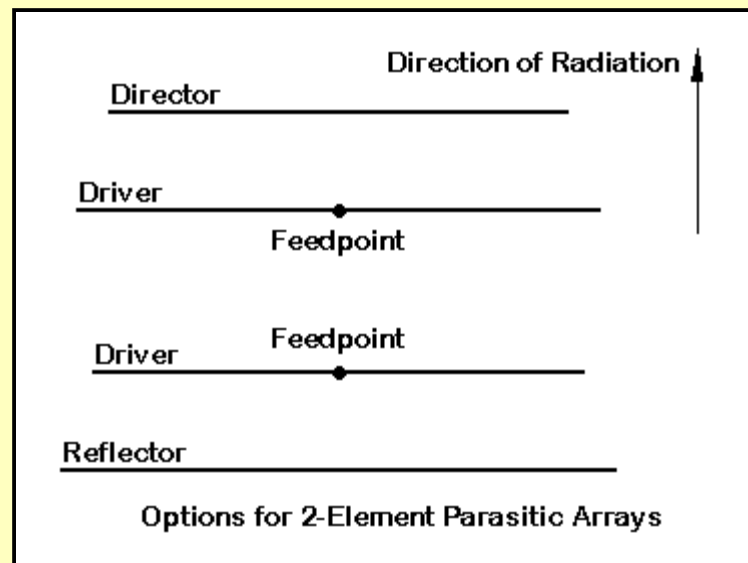 Direction of Radiation
Director
Driver
Feedpoint
Feedpoint
Driver
Reflector
Options for 2-Element Parasitic Arrays